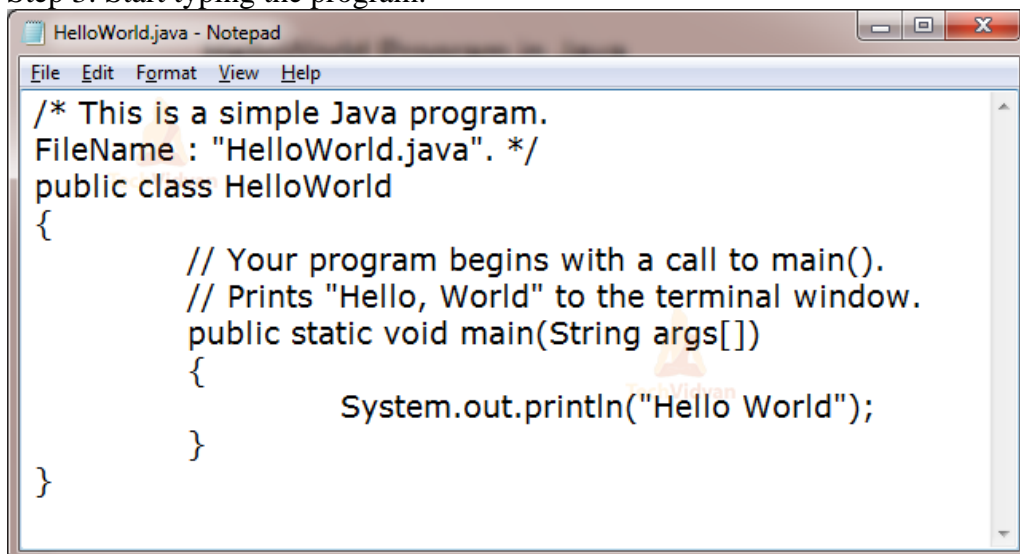 Step 3: Start typing the program.
HelloWorld.java - Notepad
File Edit Format View Help
/* This is a simple Java program.
FileName : "HelloWorld.java". */
public class HelloWorld
{
// Your program begins with a call to main().
// Prints "Hello, World" to the terminal window.
public static void main(String args[])
{
TechVidvan
System.out.println("Hello World");
}
}